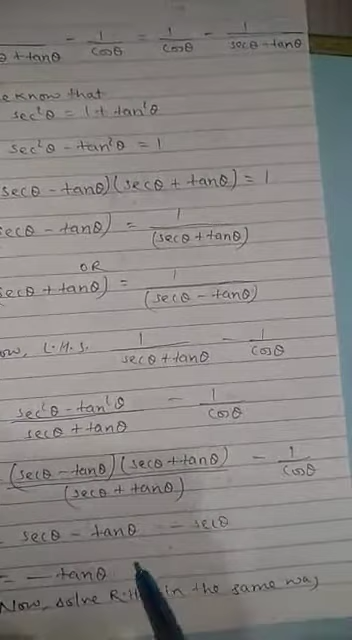 θ + tanθ - 1/cosθ = 1/cosθ - 1/(secθ - tanθ)
e know that
sec²θ = 1 + tan²θ
sec²θ - tan²θ = 1
secθ - tanθ)(secθ + tanθ) = 1
ecθ - tanθ) = 1/(secθ + tanθ)
OR
ecθ + tanθ) = 1/(secθ - tanθ)
ow, L.H.S. 1/(secθ + tanθ) - 1/cosθ
(sec²θ - tan²θ)/(secθ + tanθ) - 1/cosθ
(secθ - tanθ)(secθ + tanθ)/(secθ + tanθ) - 1/cosθ
secθ - tanθ - secθ
= - tanθ
Now, solve R.H in the same way